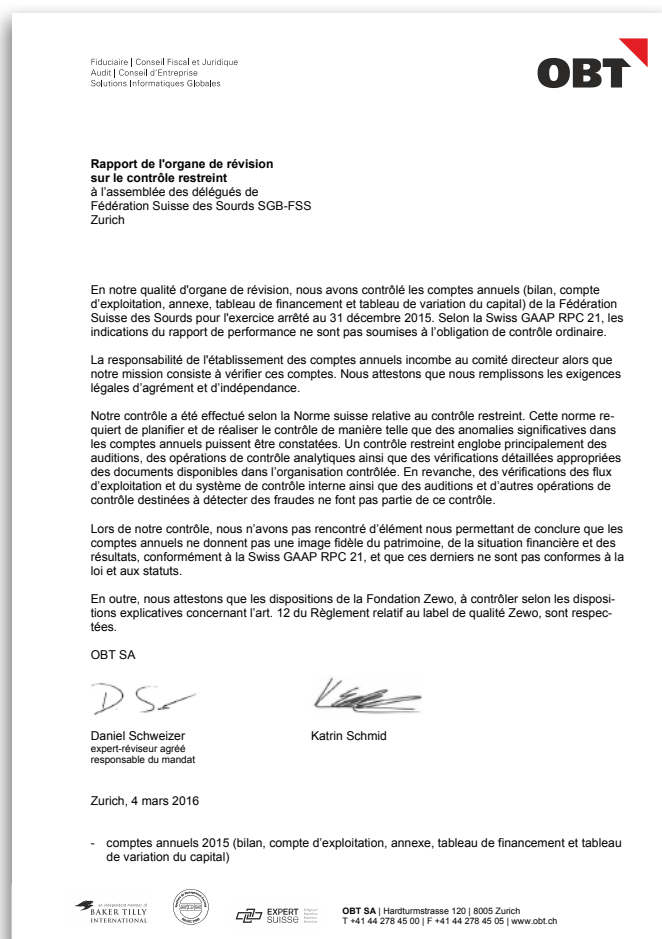 Fiduciaire | Conseil Fiscal et Juridique
Audit | Conseil d'Entreprise
Solutions Informatiques Globales
OBT
Rapport de l'organe de révision
sur le contrôle restreint
à l'assemblée des délégués de
Fédération Suisse des Sourds SGB-FSS
Zurich
En notre qualité d'organe de révision, nous avons contrôlé les comptes annuels (bilan, compte
d'exploitation, annexe, tableau de financement et tableau de variation du capital) de la Fédération
Suisse des Sourds pour l'exercice arrêté au 31 décembre 2015. Selon la Swiss GAAP RPC 21, les
indications du rapport de performance ne sont pas soumises à l'obligation de contrôle ordinaire.
La responsabilité de l'établissement des comptes annuels incombe au comité directeur alors que
notre mission consiste à vérifier ces comptes. Nous attestons que nous remplissons les exigences
légales d'agrément et d'indépendance.
Notre contrôle a été effectué selon la Norme suisse relative au contrôle restreint. Cette norme re-
quiert de planifier et de réaliser le contrôle de manière telle que des anomalies significatives dans
les comptes annuels puissent être constatées. Un contrôle restreint englobe principalement des
auditions, des opérations de contrôle analytiques ainsi que des vérifications détaillées appropriées
des documents disponibles dans l'organisation contrôlée. En revanche, des vérifications des flux
d'exploitation et du système de contrôle interne ainsi que des auditions et d'autres opérations de
contrôle destinées à détecter des fraudes ne font pas partie de ce contrôle.
Lors de notre contrôle, nous n'avons pas rencontré d'élément nous permettant de conclure que les
comptes annuels ne donnent pas une image fidèle du patrimoine, de la situation financière et des
résultats, conformément à la Swiss GAAP RPC 21, et que ces derniers ne sont pas conformes à la
loi et aux statuts.
En outre, nous attestons que les dispositions de la Fondation Zewo, à contrôler selon les disposi-
tions explicatives concernant l'art. 12 du Règlement relatif au label de qualité Zewo, sont respec-
tées.
OBT SA
Daniel Schweizer
Katrin Schmid
expert-réviseur agréé
responsable du mandat
Zurich, 4 mars 2016
- comptes annuels 2015 (bilan, compte d'exploitation, annexe, tableau de financement et tableau
de variation du capital)
an independent member of
BAKER TILLY
INTERNATIONAL
EXPERT
SUISSE
OBT SA | Hardturmstrasse 120 | 8005 Zurich
T +41 44 278 45 00 | F +41 44 278 45 05 | www.obt.ch